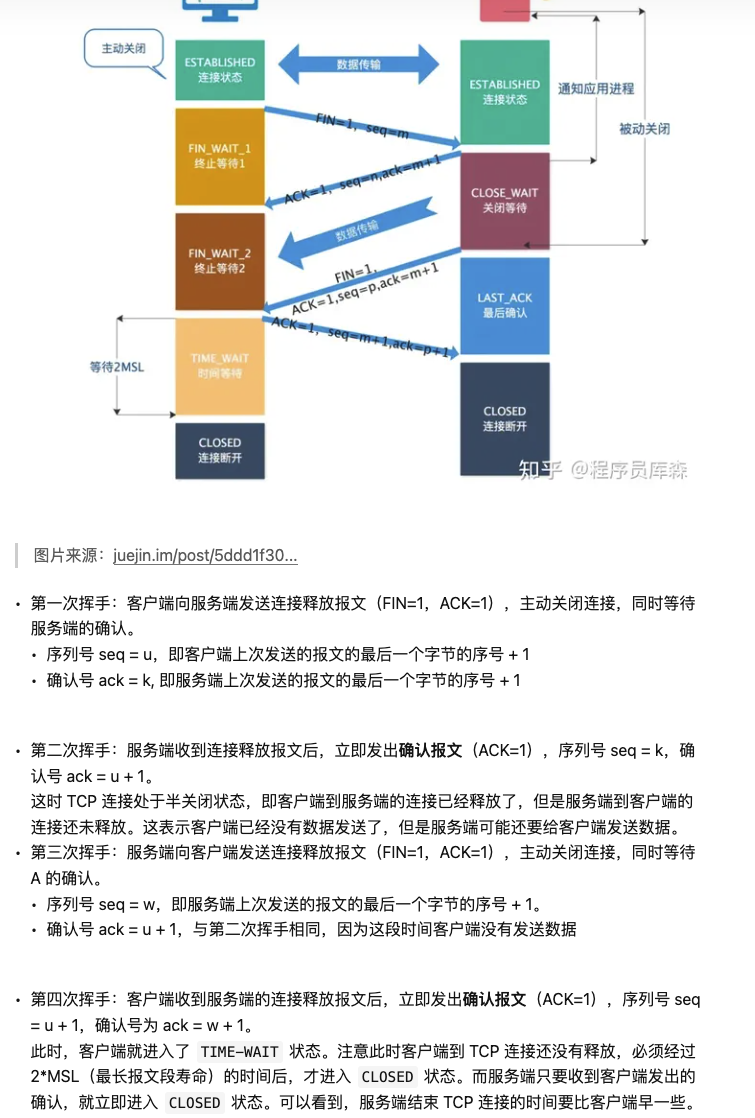 主动关闭
ESTABLISHED
连接状态
数据传输
ESTABLISHED
连接状态
通知应用进程
被动关闭
FIN=1, seq=m
FIN_WAIT_1
终止等待1
ACK=1, seq=n,ack=m+1
CLOSE_WAIT
关闭等待
数据传输
FIN_WAIT_2
终止等待2
FIN=1,
ACK=1,seq=p,ack=m+1
LAST_ACK
最后确认
ACK=1, seq=m+1,ack=p+1
等待2MSL
TIME_WAIT
时间等待
CLOSED
连接断开
CLOSED
连接断开
知乎 @程序员库森
图片来源：juejin.im/post/5ddd1f30...
• 第一次挥手：客户端向服务端发送连接释放报文（FIN=1，ACK=1），主动关闭连接，同时等待
服务端的确认。
• 序列号 seq = u，即客户端上次发送的报文的最后一个字节的序号 + 1
• 确认号 ack = k, 即服务端上次发送的报文的最后一个字节的序号 + 1
• 第二次挥手：服务端收到连接释放报文后，立即发出确认报文（ACK=1），序列号 seq = k，确
认号 ack = u + 1。
这时 TCP 连接处于半关闭状态，即客户端到服务端的连接已经释放了，但是服务端到客户端的
连接还未释放。这表示客户端已经没有数据发送了，但是服务端可能还要给客户端发送数据。
• 第三次挥手：服务端向客户端发送连接释放报文（FIN=1，ACK=1），主动关闭连接，同时等待
A 的确认。
• 序列号 seq = w，即服务端上次发送的报文的最后一个字节的序号 + 1。
• 确认号 ack = u + 1，与第二次挥手相同，因为这段时间客户端没有发送数据
• 第四次挥手：客户端收到服务端的连接释放报文后，立即发出确认报文（ACK=1），序列号 seq
= u + 1，确认号为 ack = w + 1。
此时，客户端就进入了 TIME-WAIT 状态。注意此时客户端到 TCP 连接还没有释放，必须经过
2*MSL（最长报文段寿命）的时间后，才进入 CLOSED 状态。而服务端只要收到客户端发出的
确认，就立即进入 CLOSED 状态。可以看到，服务端结束 TCP 连接的时间要比客户端早一些。